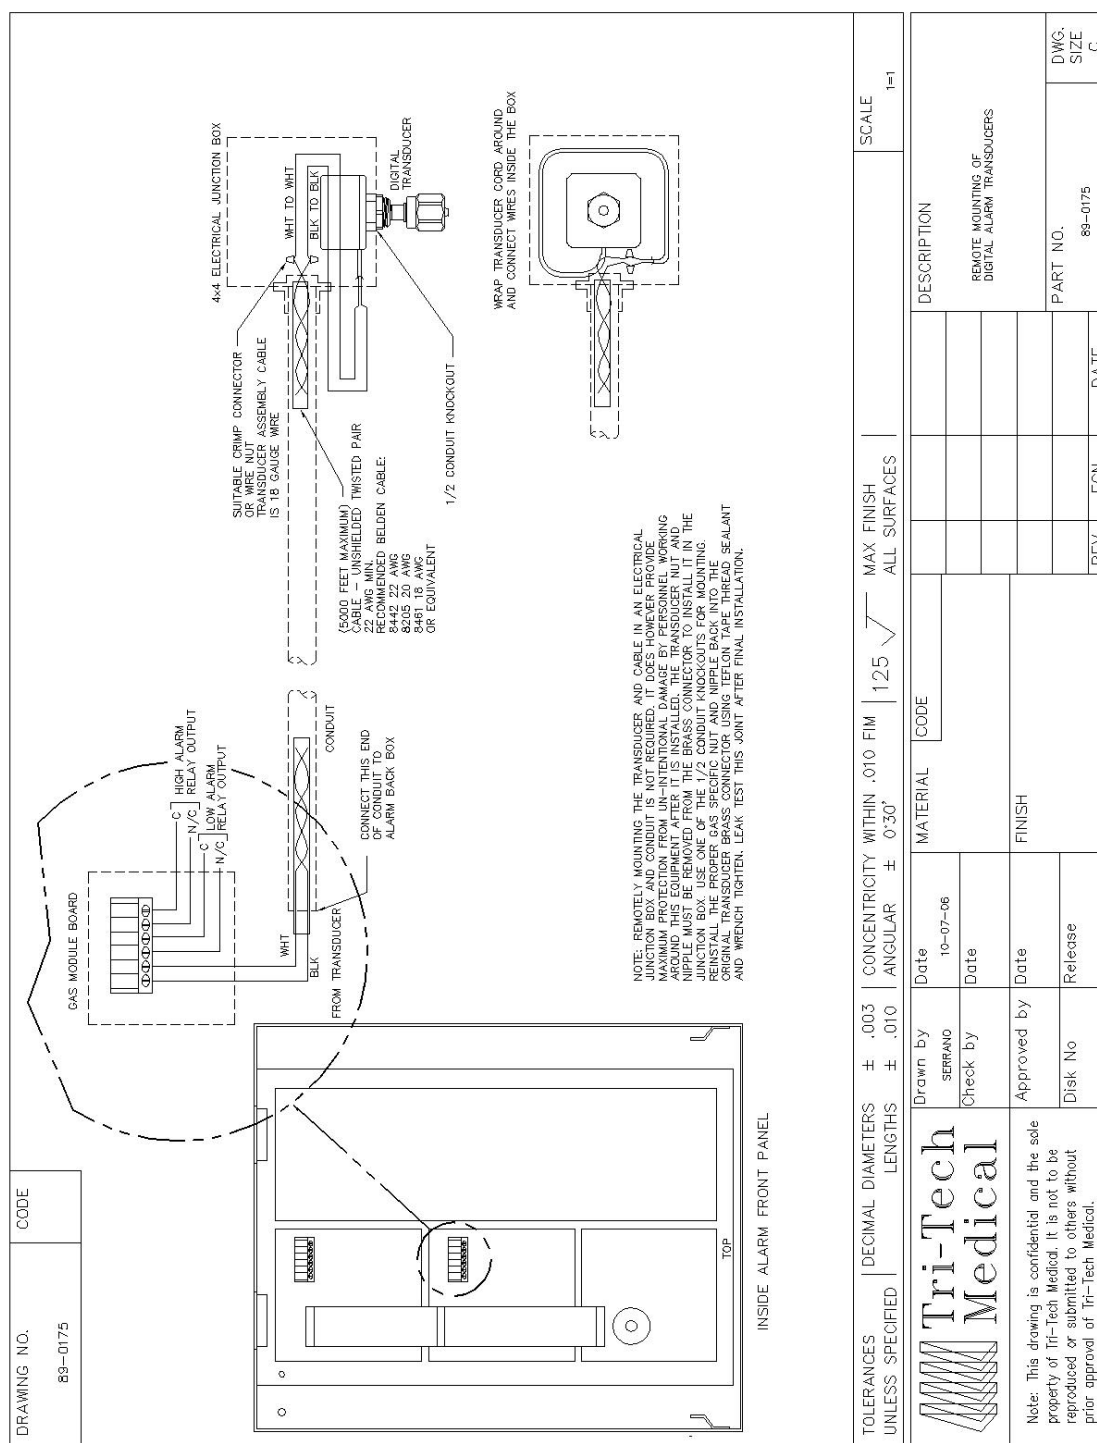 DRAWING NO.
89-0175
CODE
GAS MODULE BOARD
C
HIGH ALARM
RELAY OUTPUT
N/C
C
LOW ALARM
RELAY OUTPUT
N/C
WHT
BLK
FROM TRANSDUCER
CONDUIT
CONNECT THIS END
OF CONDUIT TO
ALARM BACK BOX
4x4 ELECTRICAL JUNCTION BOX
SUITABLE CRIMP CONNECTOR
OR WIRE NUT
TRANSDUCER ASSEMBLY CABLE
IS 18 GAUGE WIRE
WHT TO WHT
BLK TO BLK
DIGITAL
TRANSDUCER
(5000 FEET MAXIMUM)
CABLE - UNSHIELDED TWISTED PAIR
22 AWG MIN.
RECOMMENDED BELDEN CABLE:
8442 22 AWG
8205 20 AWG
8461 18 AWG
OR EQUIVALENT
1/2 CONDUIT KNOCKOUT
WRAP TRANSDUCER CORD AROUND
AND CONNECT WIRES INSIDE THE BOX
TOP
INSIDE ALARM FRONT PANEL
NOTE: REMOTELY MOUNTING THE TRANSDUCER AND CABLE IN AN ELECTRICAL
JUNCTION BOX AND CONDUIT IS NOT REQUIRED. IT DOES HOWEVER PROVIDE
MAXIMUM PROTECTION FROM UN-INTENTIONAL DAMAGE BY PERSONNEL WORKING
AROUND THIS EQUIPMENT AFTER IT IS INSTALLED. THE TRANSDUCER NUT AND
NIPPLE MUST BE REMOVED FROM THE BRASS CONNECTOR TO INSTALL IT IN THE
JUNCTION BOX. USE ONE OF THE 1/2 CONDUIT KNOCKOUTS FOR MOUNTING.
REINSTALL THE PROPER GAS SPECIFIC NUT AND NIPPLE BACK INTO THE
ORIGINAL TRANSDUCER BRASS CONNECTOR USING TEFLON TAPE THREAD SEALANT
AND WRENCH TIGHTEN. LEAK TEST THIS JOINT AFTER FINAL INSTALLATION.
TOLERANCES
UNLESS SPECIFIED
DECIMAL DIAMETERS ± .003
LENGTHS ± .010
CONCENTRICITY WITHIN .010 FIM
ANGULAR ± 0°30'
125
MAX FINISH
ALL SURFACES
SCALE
1=1
Tri-Tech
Medical
Note: This drawing is confidential and the sole
property of Tri-Tech Medical. It is not to be
reproduced or submitted to others without
prior approval of Tri-Tech Medical.
Drawn by
SERRANO
Date
10-07-06
Check by
Date
Approved by
Date
Disk No
Release
MATERIAL
CODE
FINISH
DESCRIPTION
REMOTE MOUNTING OF
DIGITAL ALARM TRANSDUCERS
PART NO.
89-0175
DWG.
SIZE
C
REV
ECN
DATE